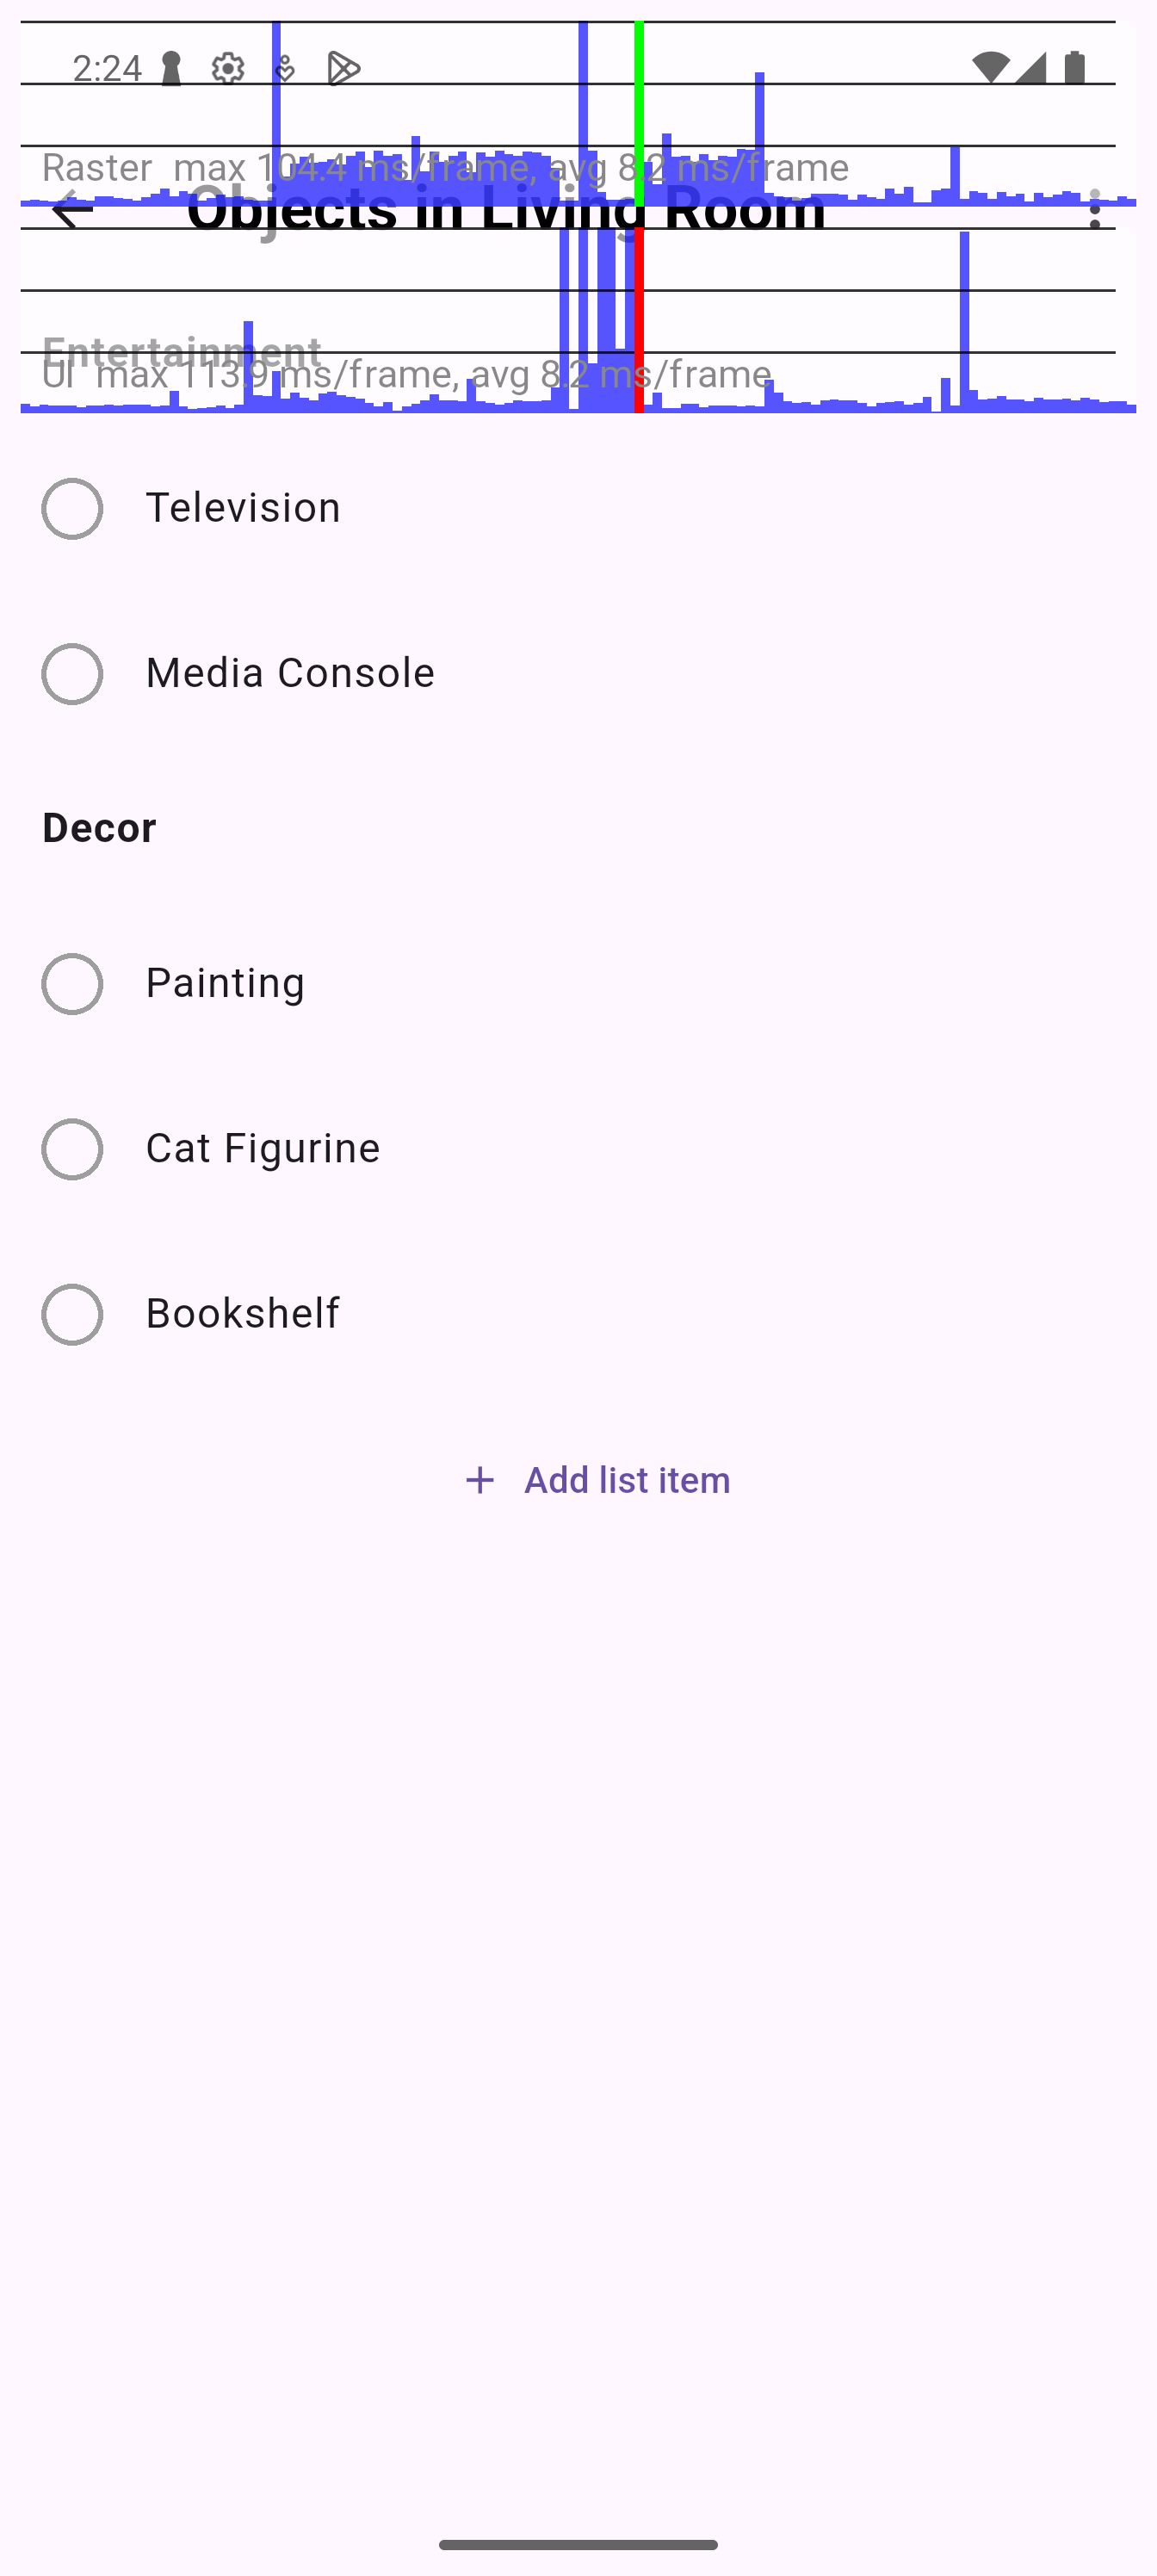 2:24
Raster max 104.4 ms/frame, avg 8.2 ms/frame
Objects in Living Room
Entertainment
UI max 113.9 ms/frame, avg 8.2 ms/frame
Television
Media Console
Decor
Painting
Cat Figurine
Bookshelf
+ Add list item